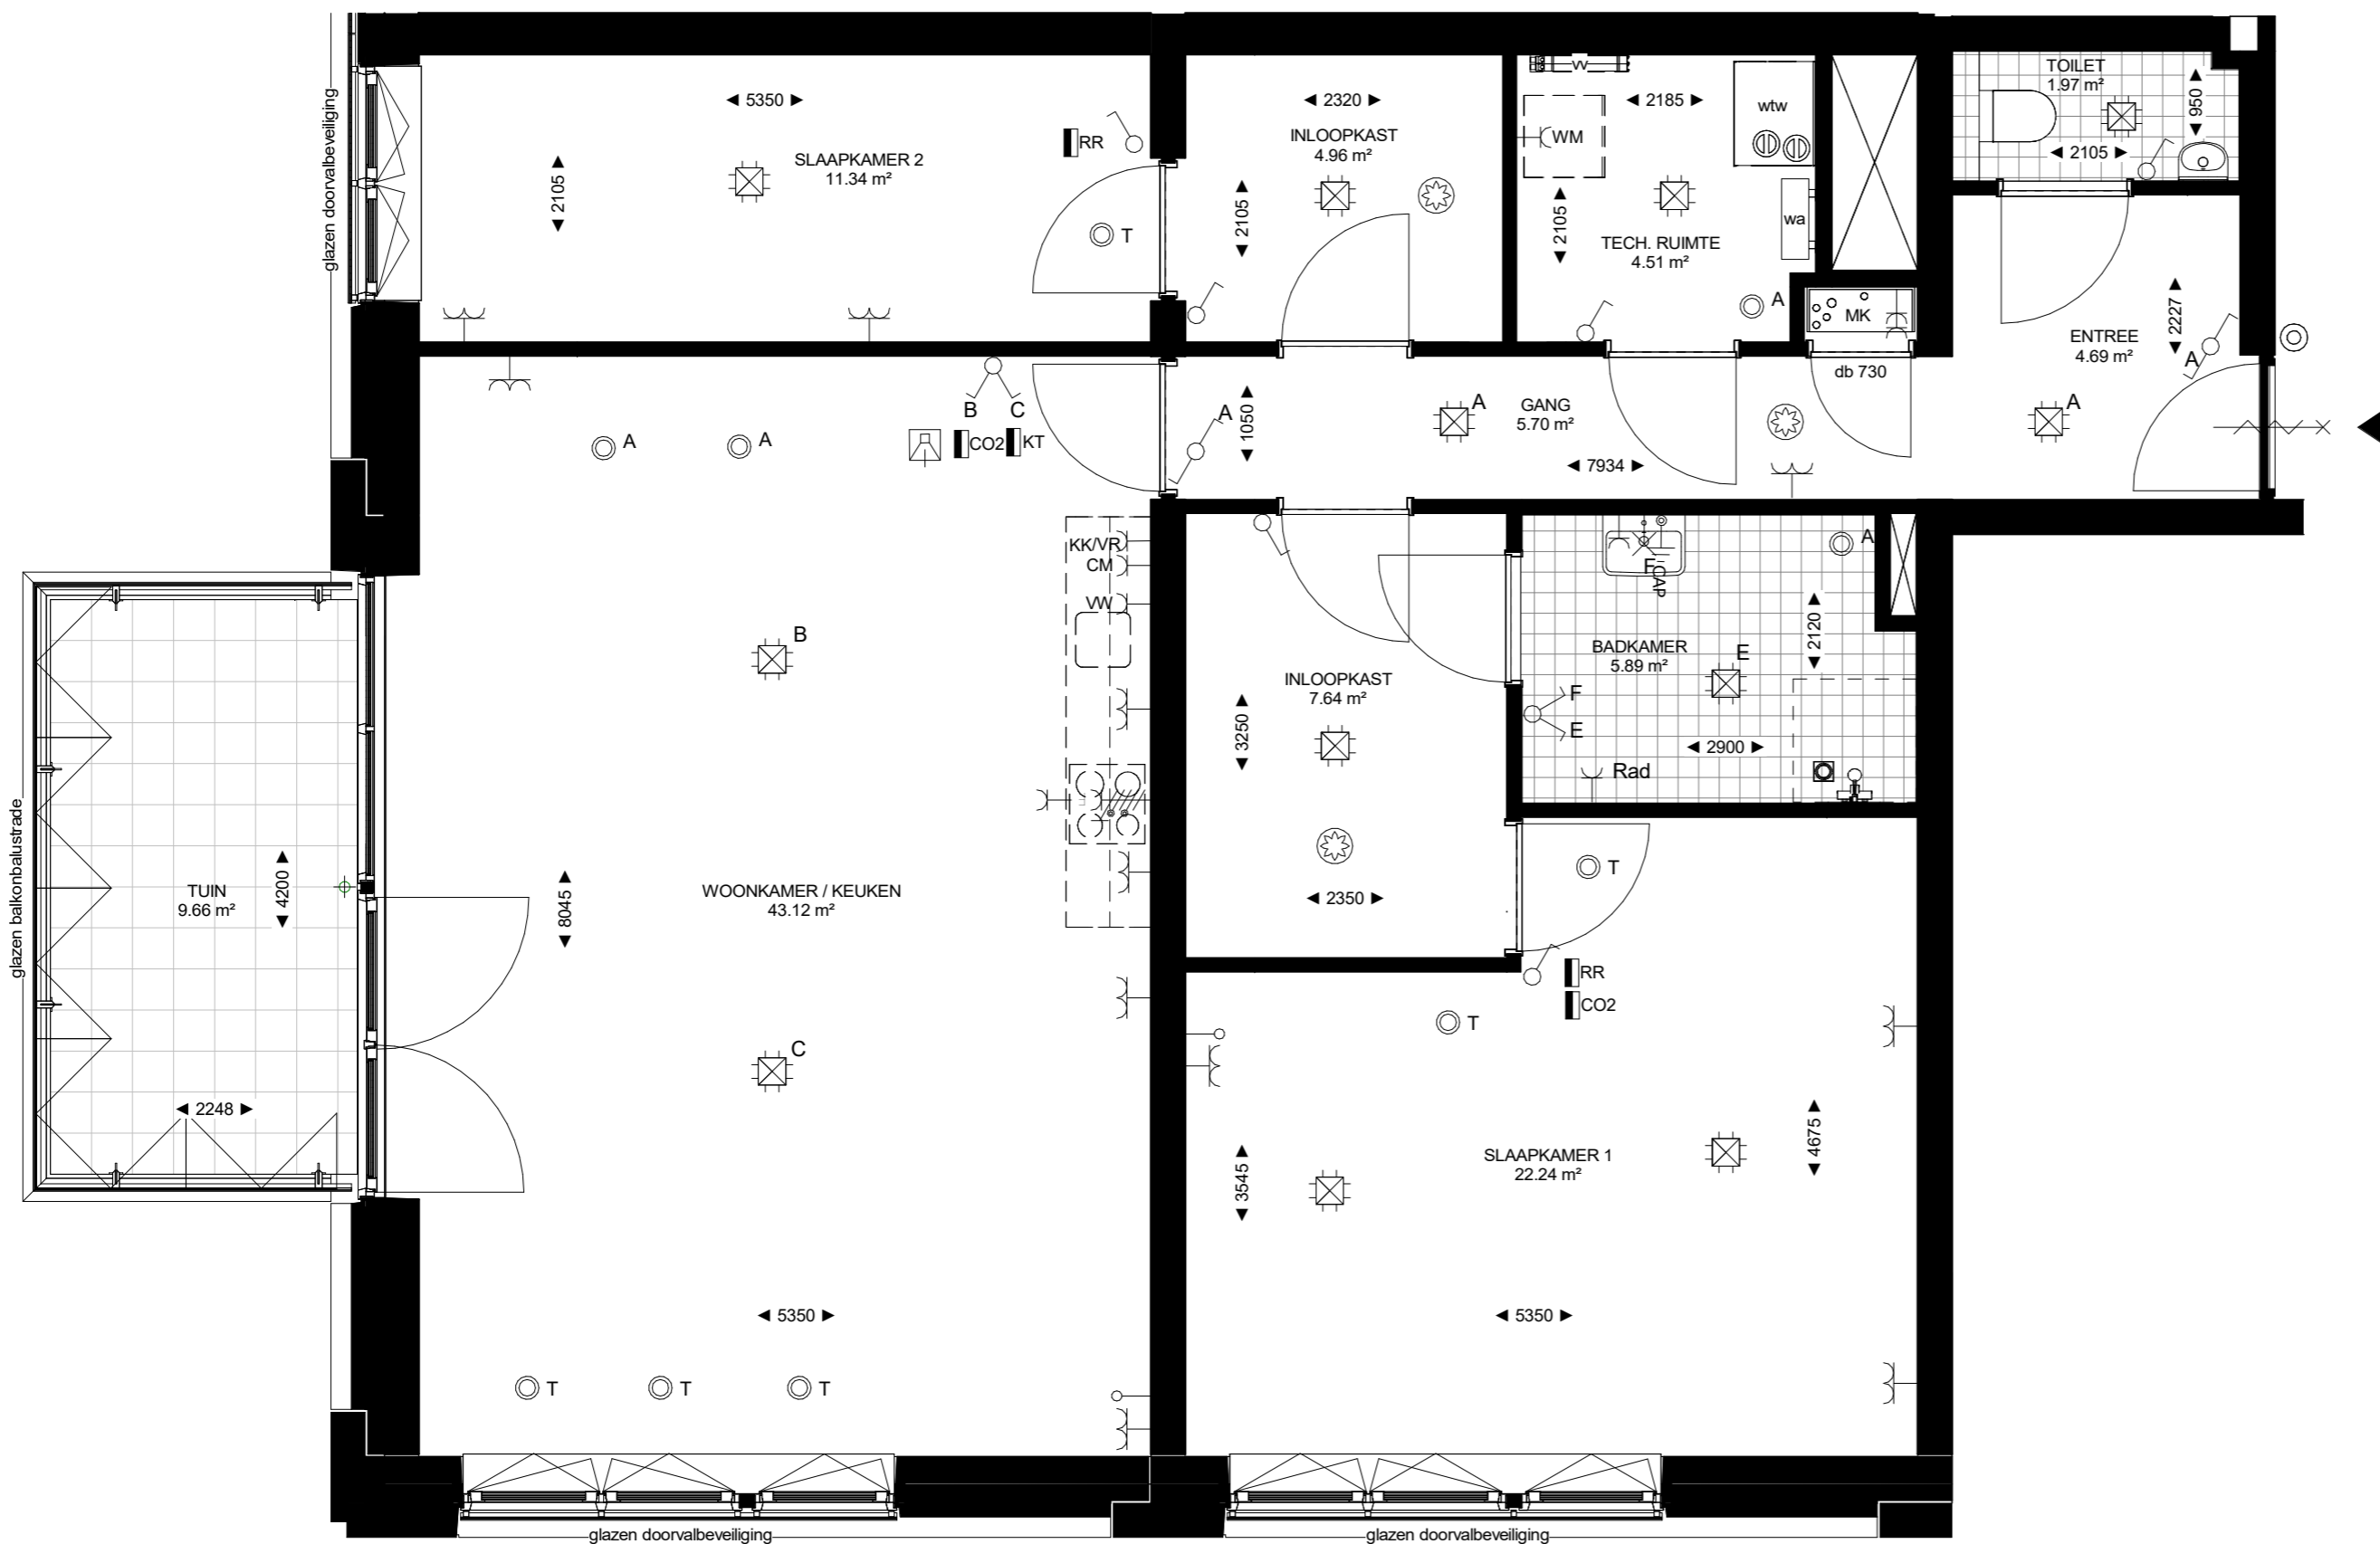 glazen doorvalbeveiliging
◄ 5350 ►
◄ 2105 ►
SLAAPKAMER 2
11.34 m²
RR
T
◄ 2320 ►
INLOOPKAST
4.96 m²
◄ 2105 ►
VV
WM
◄ 2185 ►
wtw
◄ 2105 ►
TECH. RUIMTE
4.51 m²
wa
A
MK
db 730
TOILET
1.97 m²
◄ 950 ►
◄ 2105 ►
◄ 2227 ►
ENTREE
4.69 m²
A
A
B C
CO2 KT
A
A
A
◄ 1050 ►
A
GANG
5.70 m²
◄ 7934 ►
KK/VR
CM
VW
B
F
CAP
A
◄ 2120 ►
BADKAMER
5.89 m²
E
F
E
◄ 2900 ►
Rad
INLOOPKAST
7.64 m²
◄ 3250 ►
◄ 2350 ►
glazen balkonbalustrade
TUIN
9.66 m²
◄ 4200 ►
◄ 2248 ►
◄ 8045 ►
WOONKAMER / KEUKEN
43.12 m²
C
T
RR
CO2
T
◄ 3545 ►
SLAAPKAMER 1
22.24 m²
◄ 4675 ►
◄ 5350 ►
◄ 5350 ►
T
T
T
glazen doorvalbeveiliging
glazen doorvalbeveiliging